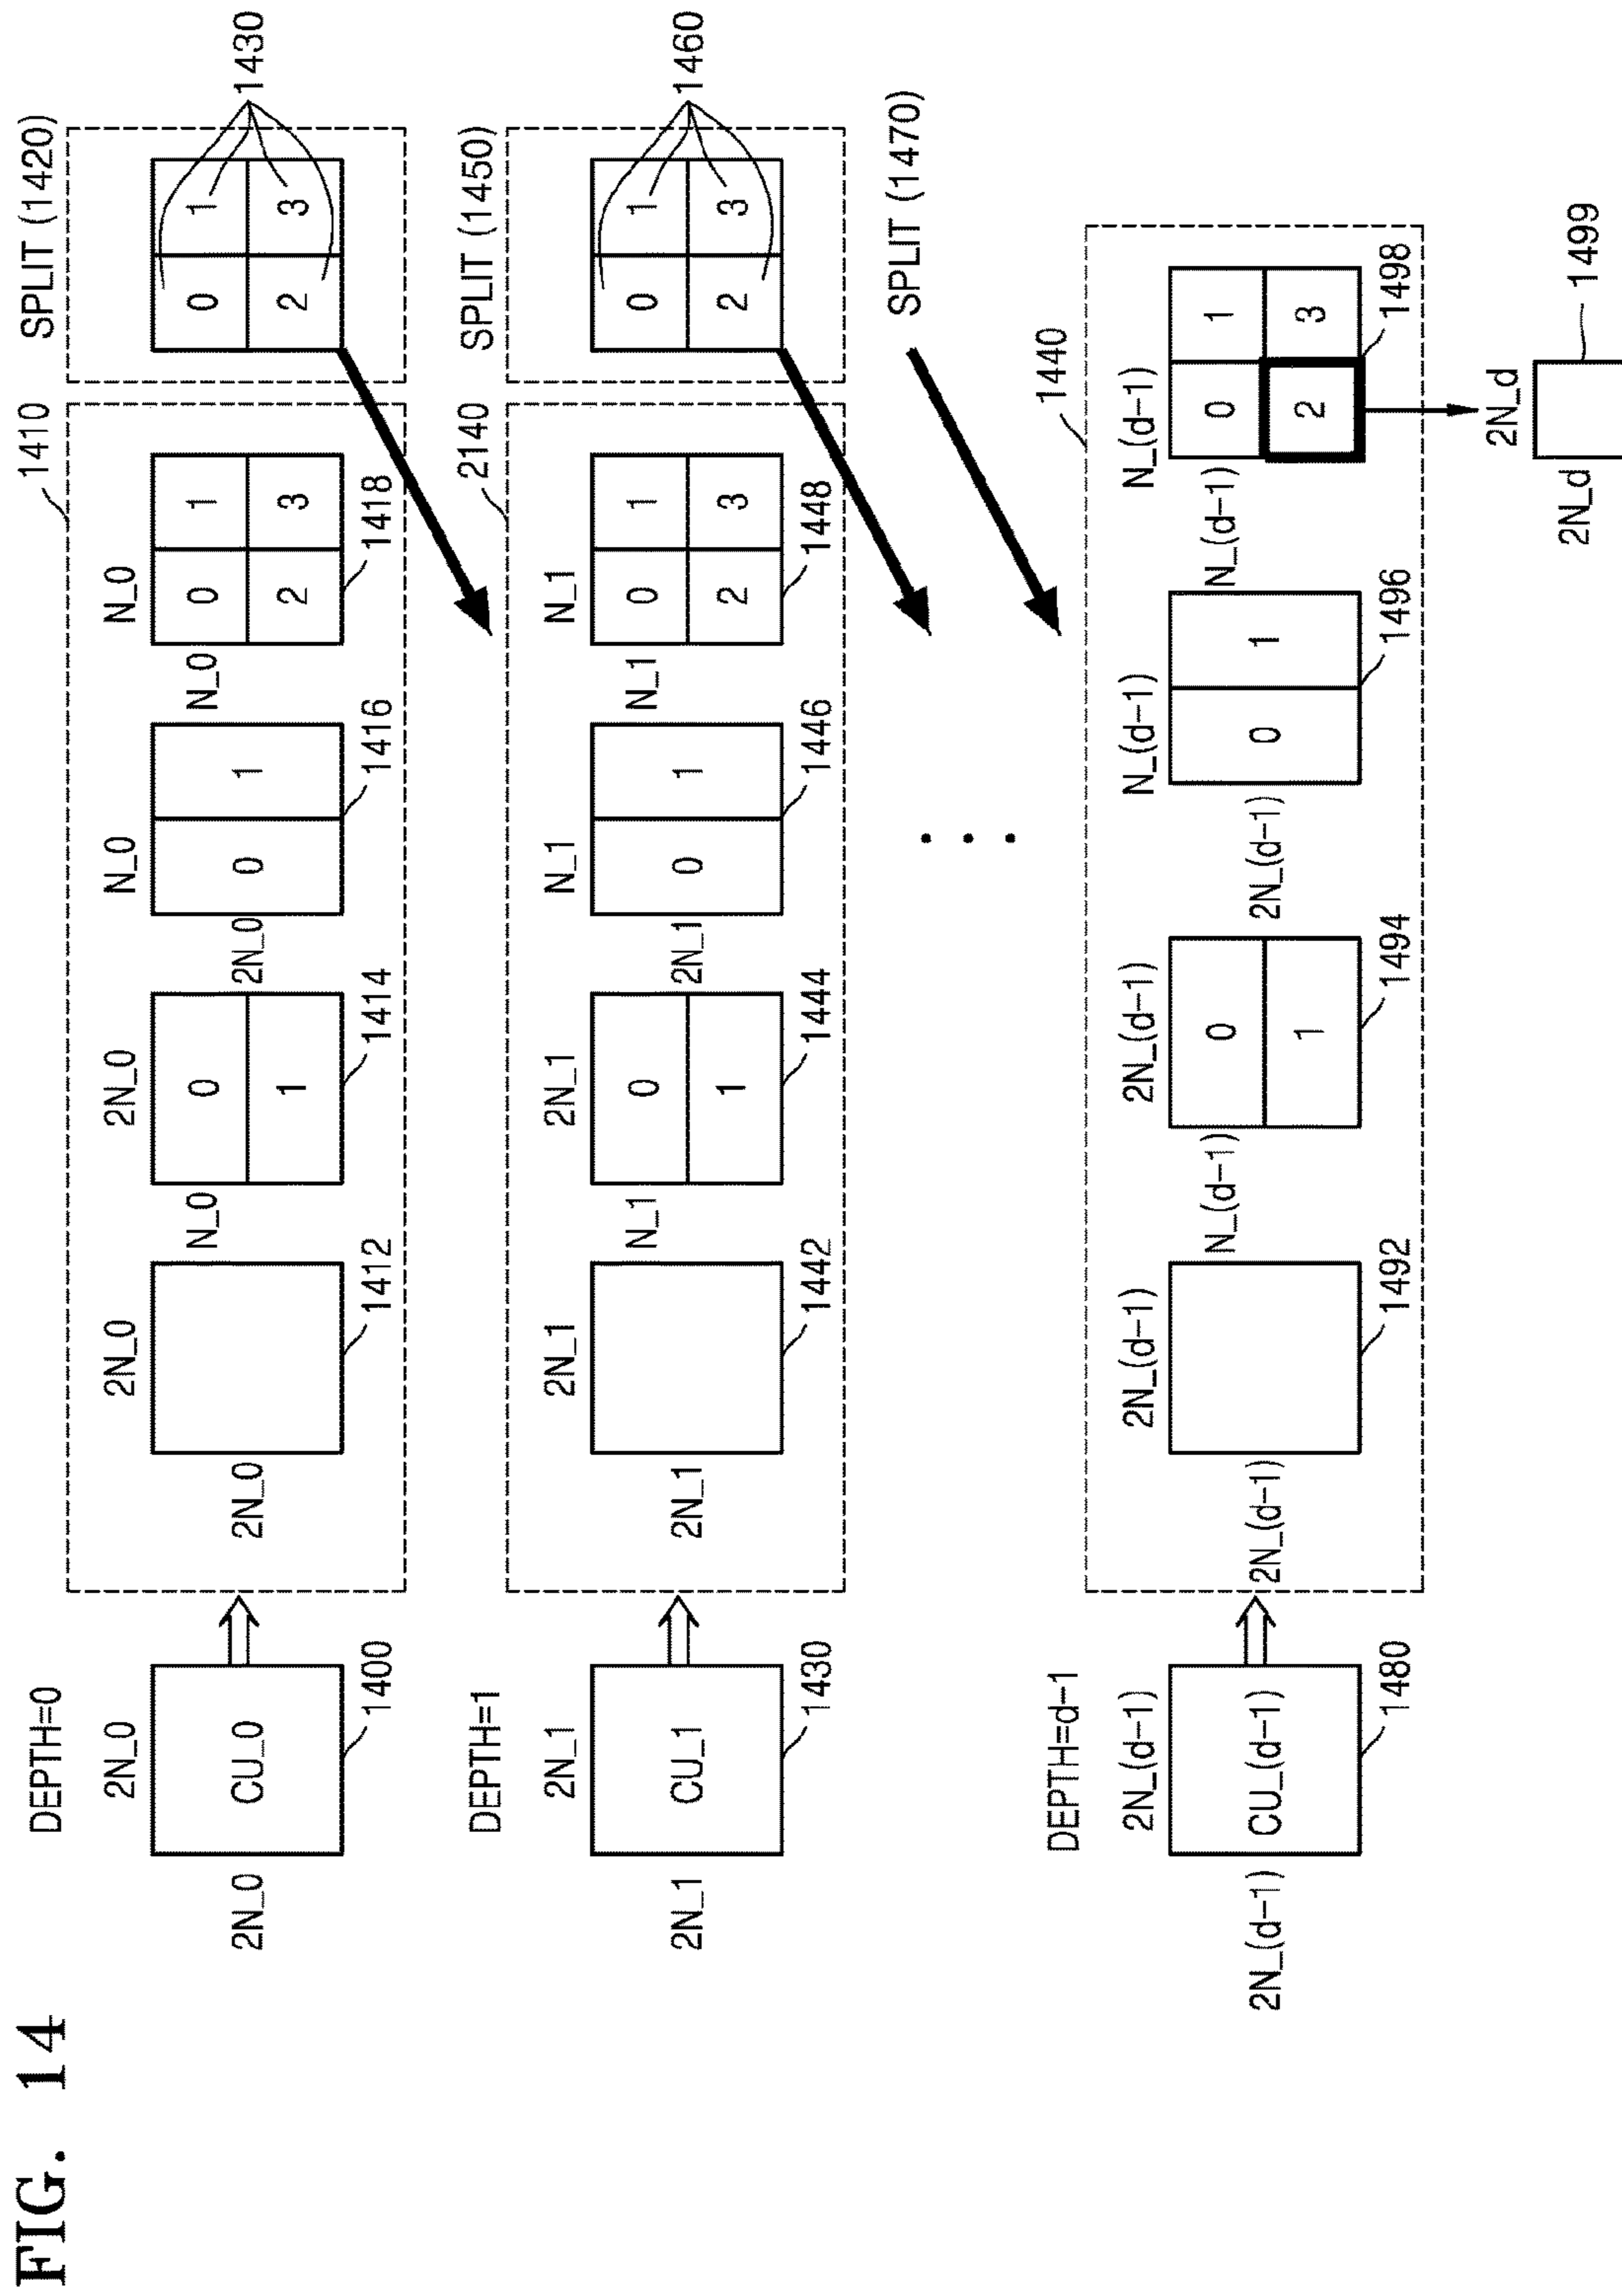 FIG. 14
DEPTH=0
2N_0
2N_0
CU_0
1400
1410
2N_0
2N_0
1412
2N_0
N_0
0
1
1414
N_0
2N_0
0
1
1416
N_0
N_0
0
1
2
3
1418
SPLIT (1420)
0
1
2
3
1430
DEPTH=1
2N_1
2N_1
CU_1
1430
2140
2N_1
2N_1
1442
2N_1
N_1
0
1
1444
N_1
2N_1
0
1
1446
N_1
N_1
0
1
2
3
1448
SPLIT (1450)
0
1
2
3
1460
SPLIT (1470)
DEPTH=d-1
2N_(d-1)
2N_(d-1)
CU_(d-1)
1480
1440
2N_(d-1)
2N_(d-1)
1492
2N_(d-1)
N_(d-1)
0
1
1494
N_(d-1)
2N_(d-1)
0
1
1496
N_(d-1)
N_(d-1)
0
1
2
3
1498
2N_d
2N_d
1499